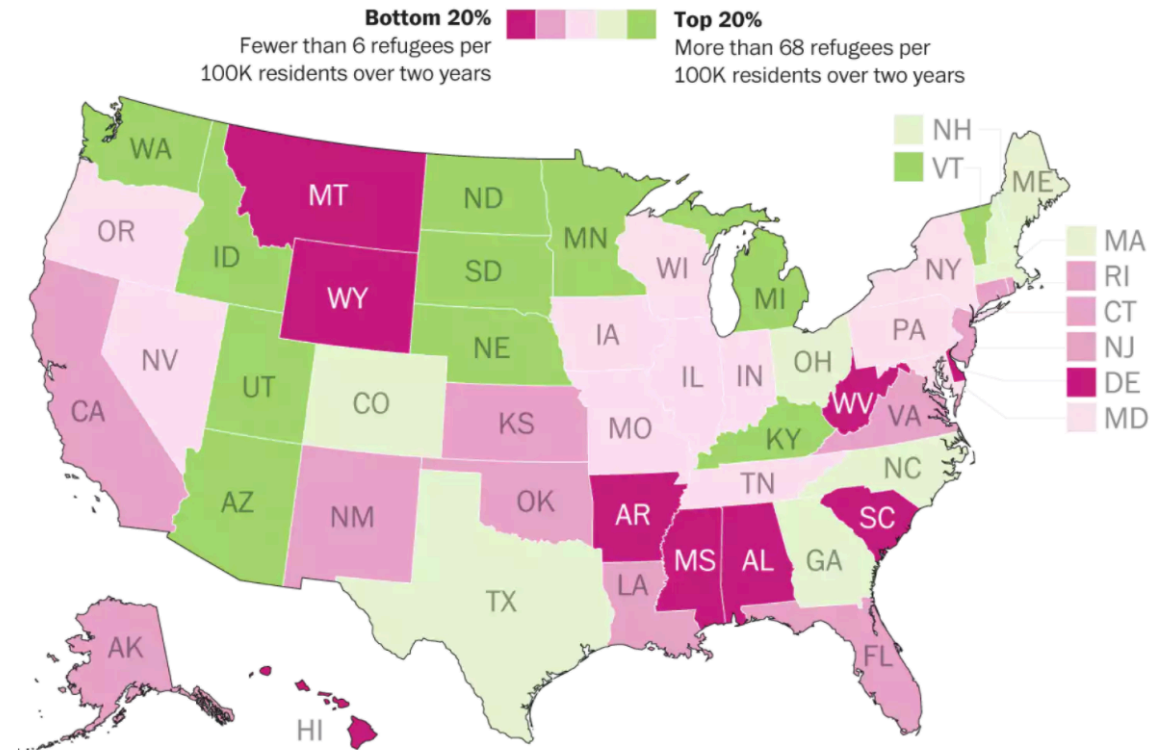 Bottom 20%
Fewer than 6 refugees per
100K residents over two years
Top 20%
More than 68 refugees per
100K residents over two years
NH
VT
WA
MT
ND
MN
ME
OR
ID
SD
WI
NY
MA
WY
MI
RI
CT
NV
UT
CO
NE
IA
IL
IN
OH
PA
NJ
DE
MD
CA
KS
MO
KY
WV
VA
AZ
NM
OK
AR
TN
NC
SC
MS
AL
GA
TX
LA
FL
AK
HI